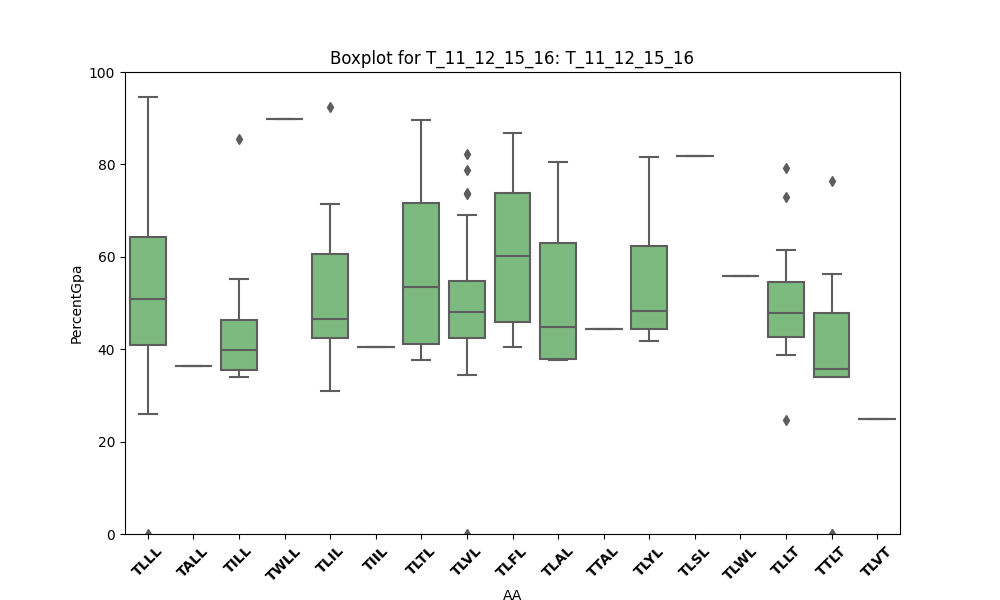 Boxplot for T_11_12_15_16: T_11_12_15_16
100
80
60
40
20
0
PercentGpa
TLLL TALL TILL TWLL TLIL TIIL TLTL TLVL TLFL TLAL TTAL TLYL TLSL TLWL TLLT TTLT TLVT
AA